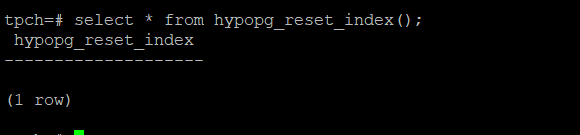 tpch=# select * from hypopg_reset_index();
 hypopg_reset_index
--------------------
(1 row)